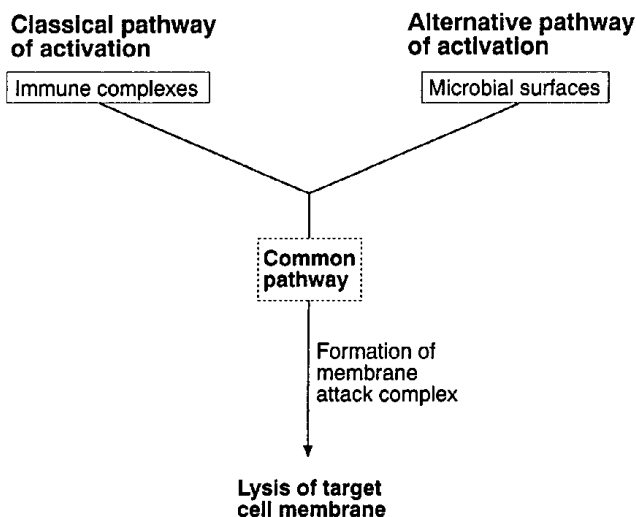 Classical pathway
of activation
Immune complexes
Alternative pathway
of activation
Microbial surfaces
Common
pathway
Formation of
membrane
attack complex
Lysis of target
cell membrane